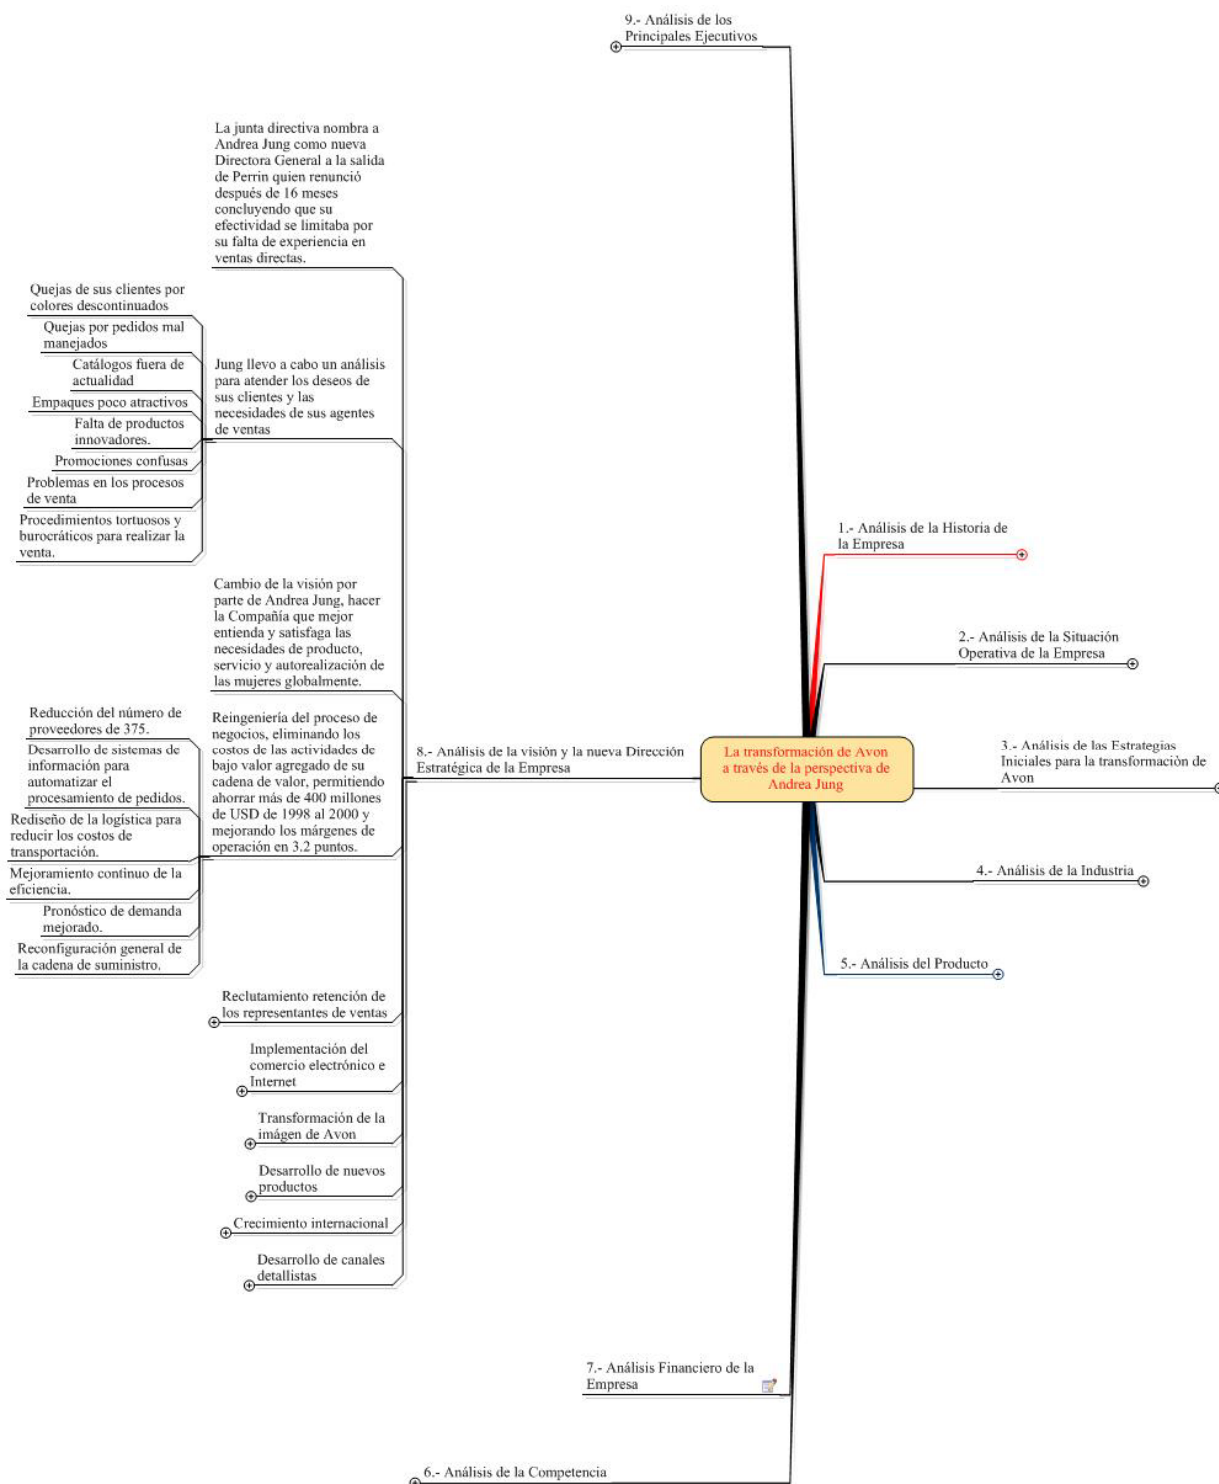 9.- Análisis de los
Principales Ejecutivos
La junta directiva nombra a
Andrea Jung como nueva
Directora General a la salida
de Perrin quien renunció
después de 16 meses
concluyendo que su
efectividad se limitaba por
su falta de experiencia en
ventas directas.
Quejas de sus clientes por
colores descontinuados
Quejas por pedidos mal
manejados
Catálogos fuera de
actualidad
Empaques poco atractivos
Falta de productos
innovadores.
Promociones confusas
Problemas en los procesos
de venta
Procedimientos tortuosos y
burocráticos para realizar la
venta.
Jung llevo a cabo un análisis
para atender los deseos de
sus clientes y las
necesidades de sus agentes
de ventas
Cambio de la visión por
parte de Andrea Jung, hacer
la Compañía que mejor
entienda y satisfaga las
necesidades de producto,
servicio y autorealización de
las mujeres globalmente.
Reducción del número de
proveedores de 375.
Desarrollo de sistemas de
información para
automatizar el
procesamiento de pedidos.
Rediseño de la logística para
reducir los costos de
transportación.
Mejoramiento continuo de la
eficiencia.
Pronóstico de demanda
mejorado.
Reconfiguración general de
la cadena de suministro.
Reingeniería del proceso de
negocios, eliminando los
costos de las actividades de
bajo valor agregado de su
cadena de valor, permitiendo
ahorrar más de 400 millones
de USD de 1998 al 2000 y
mejorando los márgenes de
operación en 3.2 puntos.
Reclutamiento retención de
los representantes de ventas
Implementación del
comercio electrónico e
Internet
Transformación de la
imágen de Avon
Desarrollo de nuevos
productos
Crecimiento internacional
Desarrollo de canales
detallistas
8.- Análisis de la visión y la nueva Dirección
Estratégica de la Empresa
La transformación de Avon
a través de la perspectiva de
Andrea Jung
1.- Análisis de la Historia de
la Empresa
2.- Análisis de la Situación
Operativa de la Empresa
3.- Análisis de las Estrategias
Iniciales para la transformación de
Avon
4.- Análisis de la Industria
5.- Análisis del Producto
7.- Análisis Financiero de la
Empresa
6.- Análisis de la Competencia